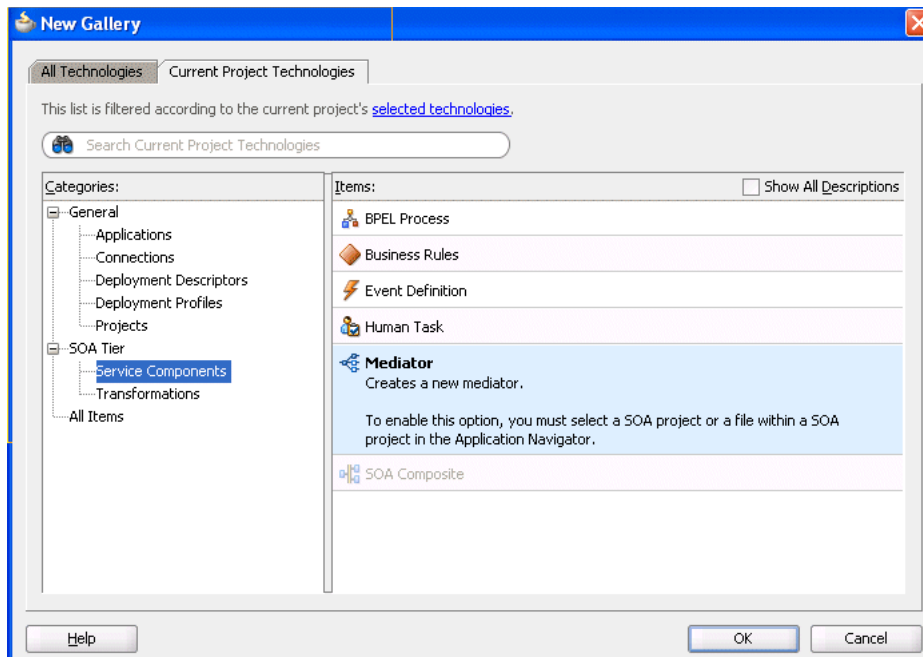 New Gallery
All Technologies
Current Project Technologies
This list is filtered according to the current project's selected technologies.
Search Current Project Technologies
Categories:
General
Applications
Connections
Deployment Descriptors
Deployment Profiles
Projects
SOA Tier
Service Components
Transformations
All Items
Items:
Show All Descriptions
BPEL Process
Business Rules
Event Definition
Human Task
Mediator
Creates a new mediator.
To enable this option, you must select a SOA project or a file within a SOA
project in the Application Navigator.
SOA Composite
Help
OK
Cancel